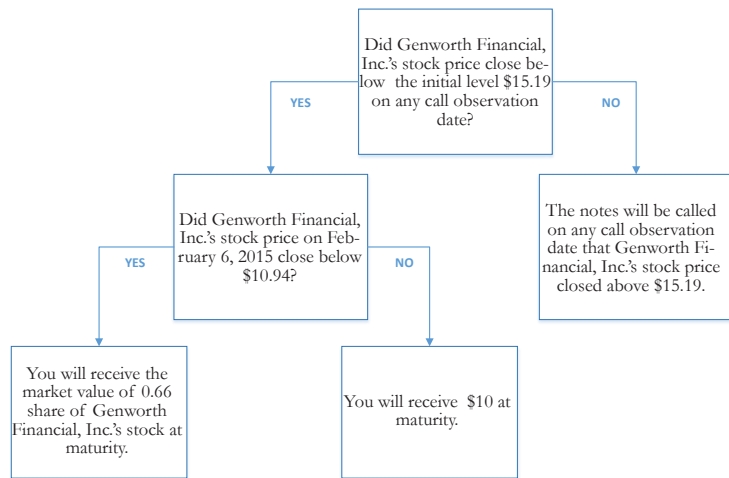 Did Genworth Financial,
Inc.'s stock price close be-
low the initial level $15.19
on any call observation
date?
YES
NO
Did Genworth Financial,
Inc.'s stock price on Feb-
ruary 6, 2015 close below
$10.94?
The notes will be called
on any call observation
date that Genworth Fi-
nancial, Inc.'s stock price
closed above $15.19.
YES
NO
You will receive the
market value of 0.66
share of Genworth
Financial, Inc.'s stock at
maturity.
You will receive $10 at
maturity.